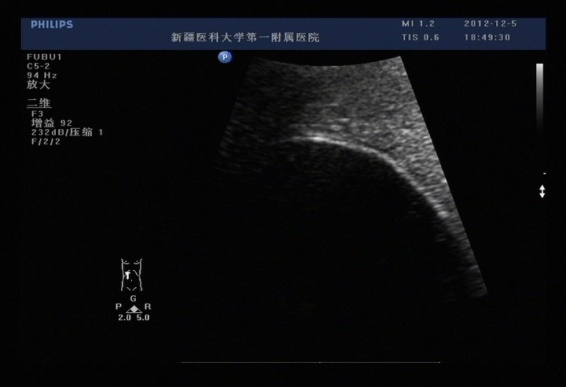 PHILIPS
新疆医科大学第一附属医院
MI 1.2
2012-12-5
TIS 0.6
18:49:30
FUBU1
C5-2
94 Hz
放大
二维
F3
增益 92
232dB/压缩 1
F/2/2
P
G
P R
2.0 5.0